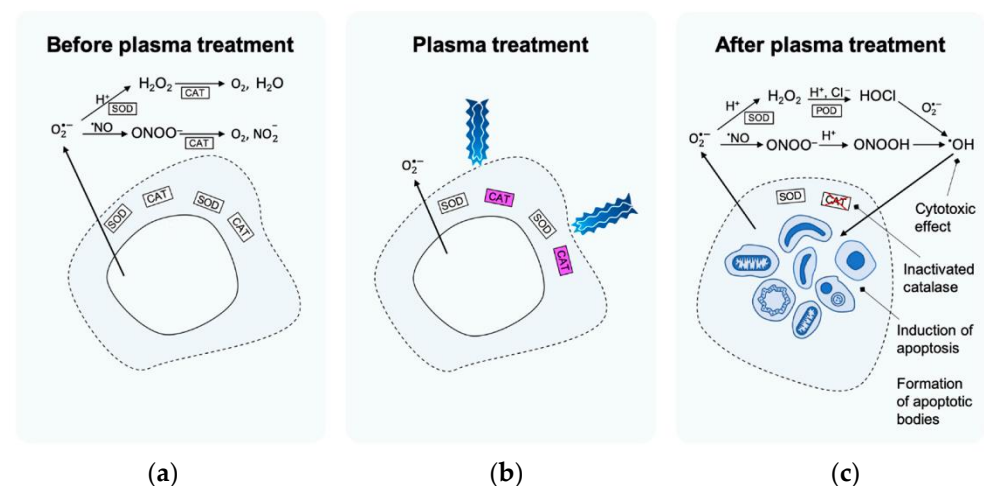 Before plasma treatment
H₂O₂ CAT O₂, H₂O
H⁺ SOD
O₂•− •NO ONOO⁻ CAT O₂, NO₂⁻
SOD CAT SOD CAT
(a)
Plasma treatment
O₂•−
SOD CAT SOD CAT
(b)
After plasma treatment
H⁺ SOD H₂O₂ H⁺, Cl⁻ POD HOCl O₂•−
O₂•− •NO ONOO⁻ H⁺ ONOOH •OH
SOD CAT
Cytotoxic
effect
Inactivated
catalase
Induction of
apoptosis
Formation
of apoptotic
bodies
(c)